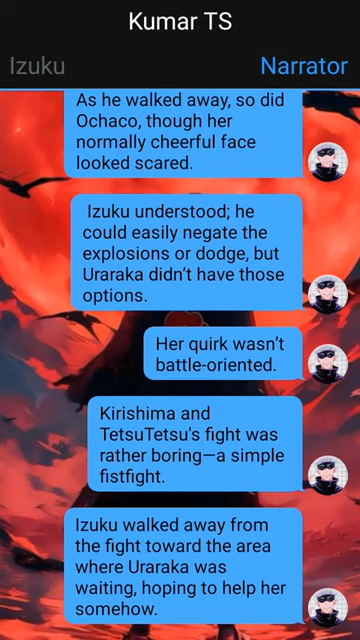 Kumar TS
Izuku
Narrator
As he walked away, so did
Ochaco, though her
normally cheerful face
looked scared.
Izuku understood; he
could easily negate the
explosions or dodge, but
Uraraka didn’t have those
options.
Her quirk wasn’t
battle-oriented.
Kirishima and
TetsuTetsu's fight was
rather boring—a simple
fistfight.
Izuku walked away from
the fight toward the area
where Uraraka was
waiting, hoping to help her
somehow.